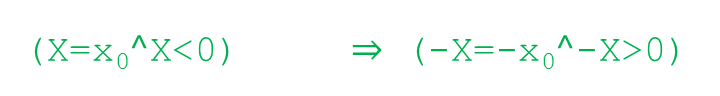 (X=x₀^X<0) ⇒ (-X=-x₀^-X>0)